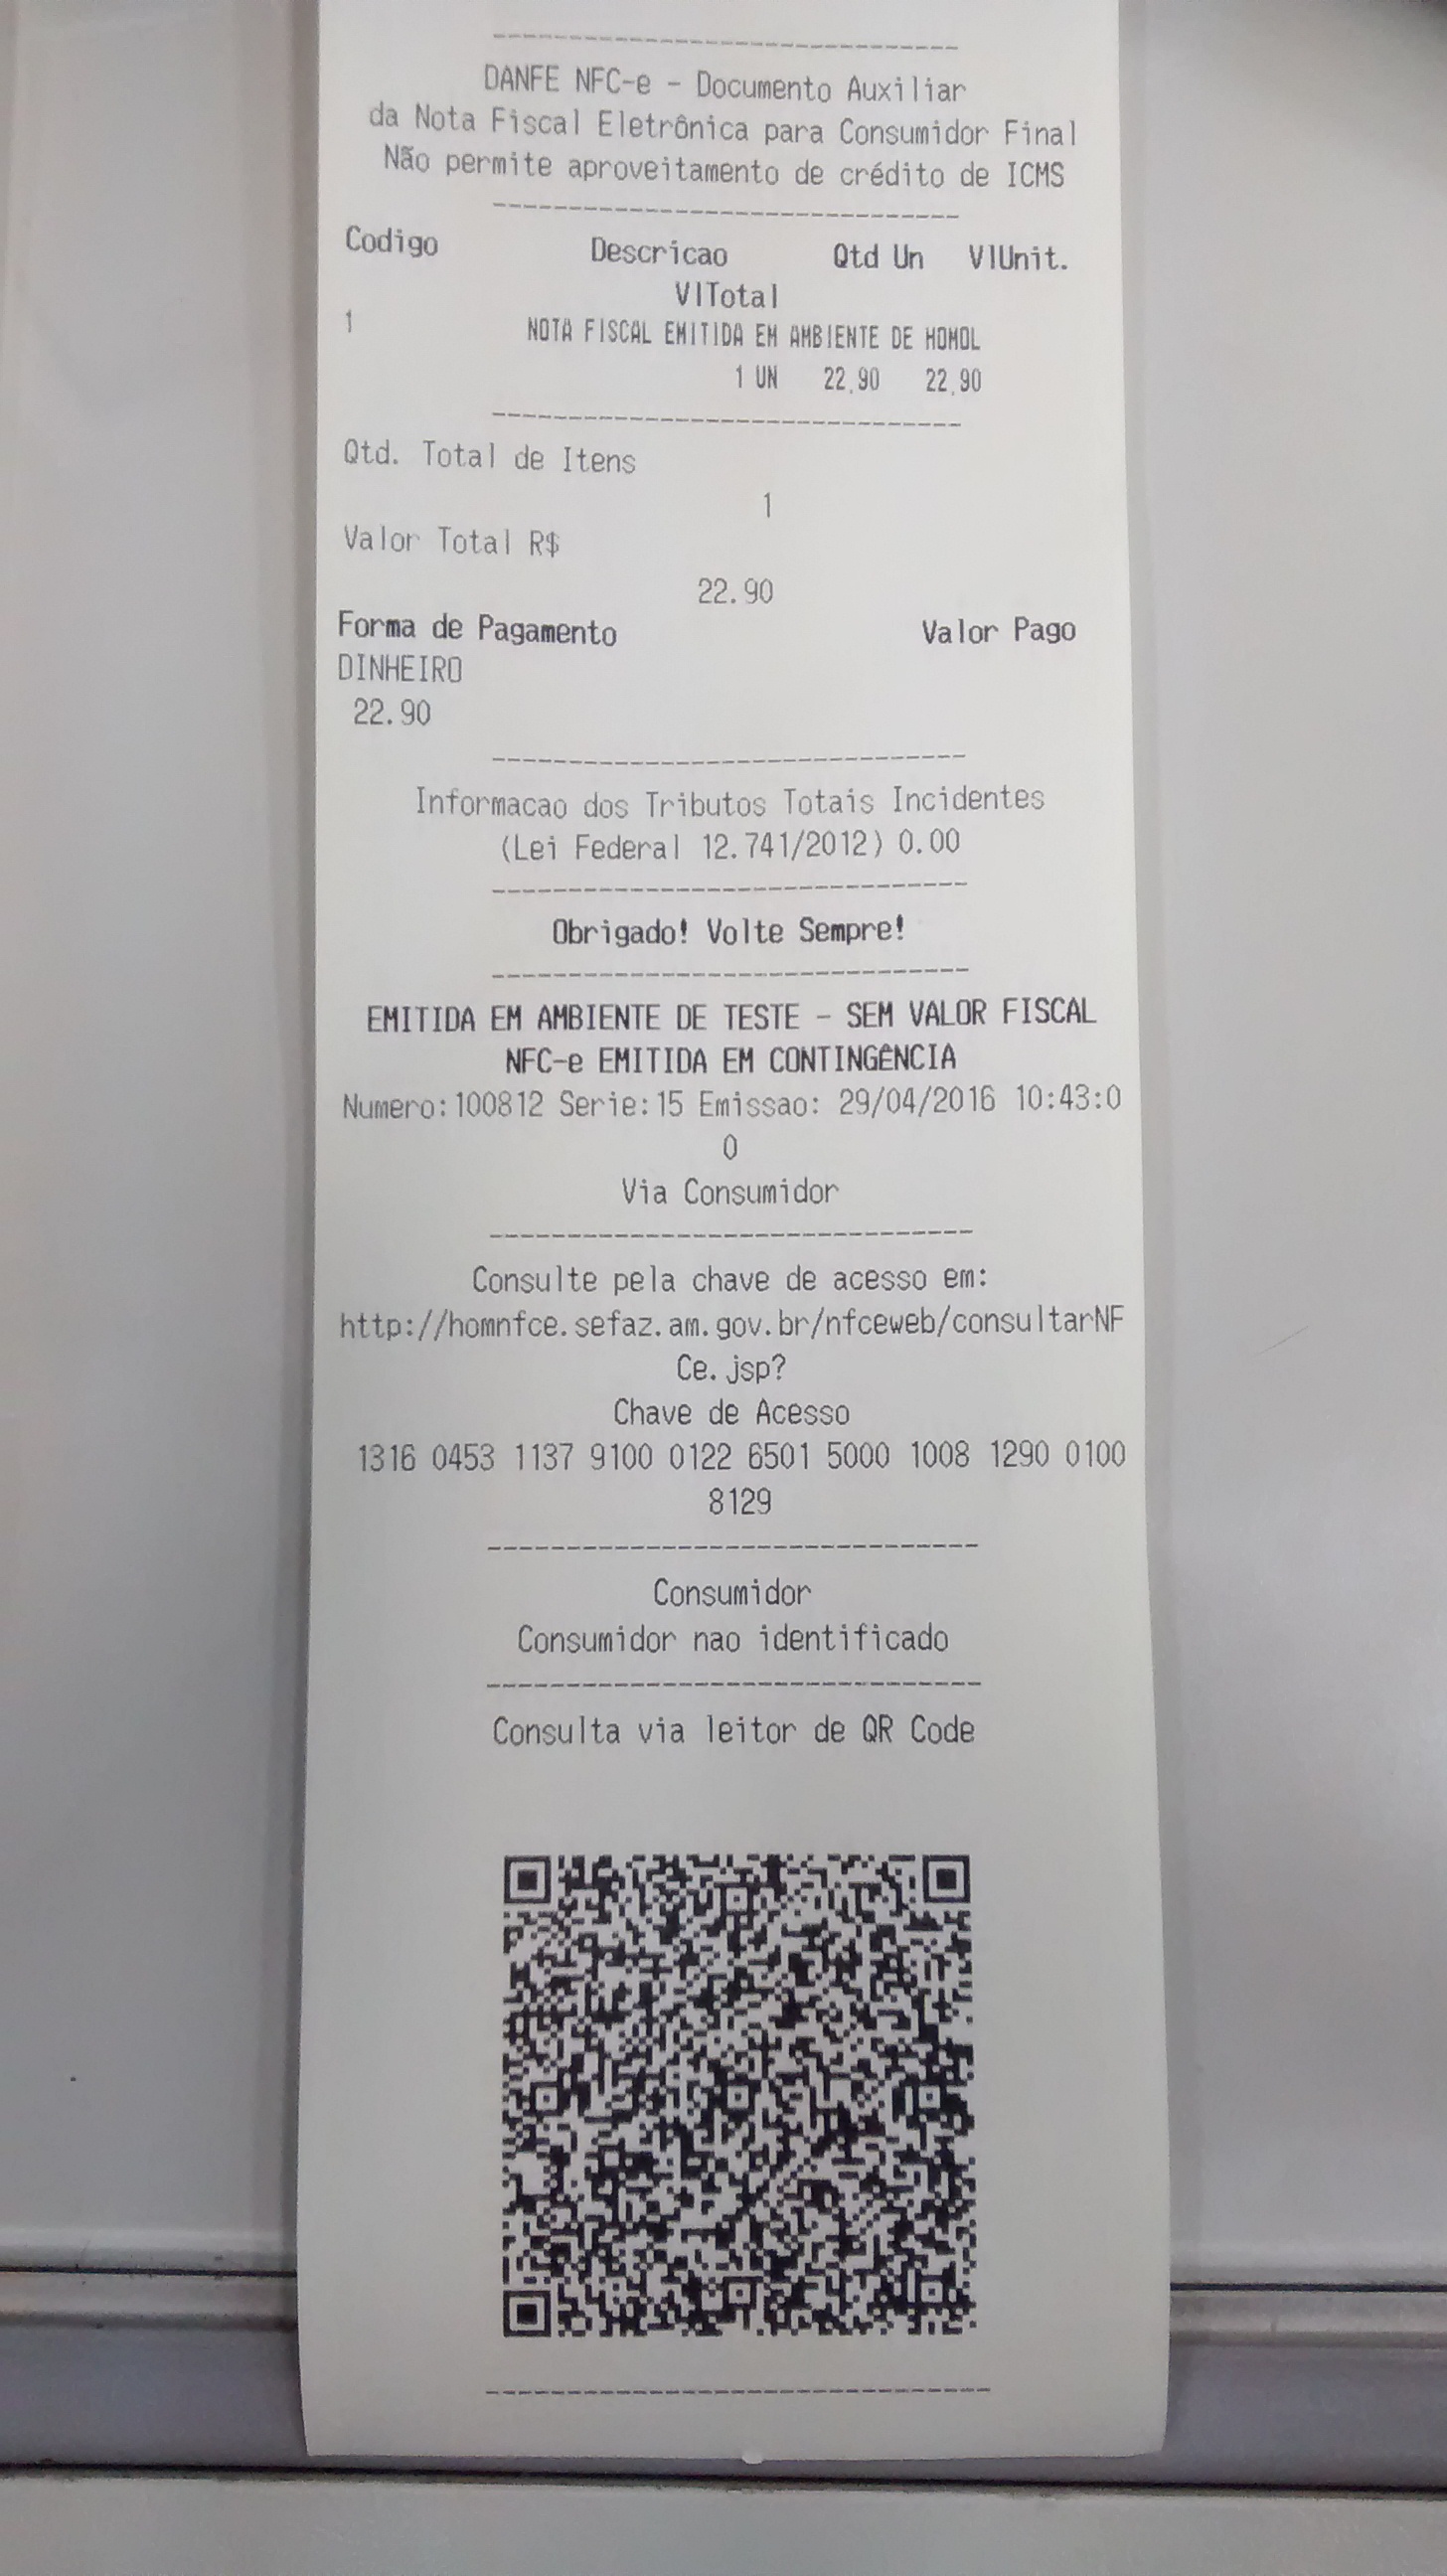 DANFE NFC-e - Documento Auxiliar
da Nota Fiscal Eletrônica para Consumidor Final
Não permite aproveitamento de crédito de ICMS
Codigo Descricao Qtd Un VlUnit.
VlTotal
1 NOTA FISCAL EMITIDA EM AMBIENTE DE HOMOL
1 UN 22,90 22,90
Qtd. Total de Itens
1
Valor Total R$
22.90
Forma de Pagamento Valor Pago
DINHEIRO
22.90
Informacao dos Tributos Totais Incidentes
(Lei Federal 12.741/2012) 0.00
Obrigado! Volte Sempre!
EMITIDA EM AMBIENTE DE TESTE - SEM VALOR FISCAL
NFC-e EMITIDA EM CONTINGÊNCIA
Numero:100812 Serie:15 Emissao: 29/04/2016 10:43:0
0
Via Consumidor
Consulte pela chave de acesso em:
http://homnfce.sefaz.am.gov.br/nfceweb/consultarNF
Ce.jsp?
Chave de Acesso
1316 0453 1137 9100 0122 6501 5000 1008 1290 0100
8129
Consumidor
Consumidor nao identificado
Consulta via leitor de QR Code